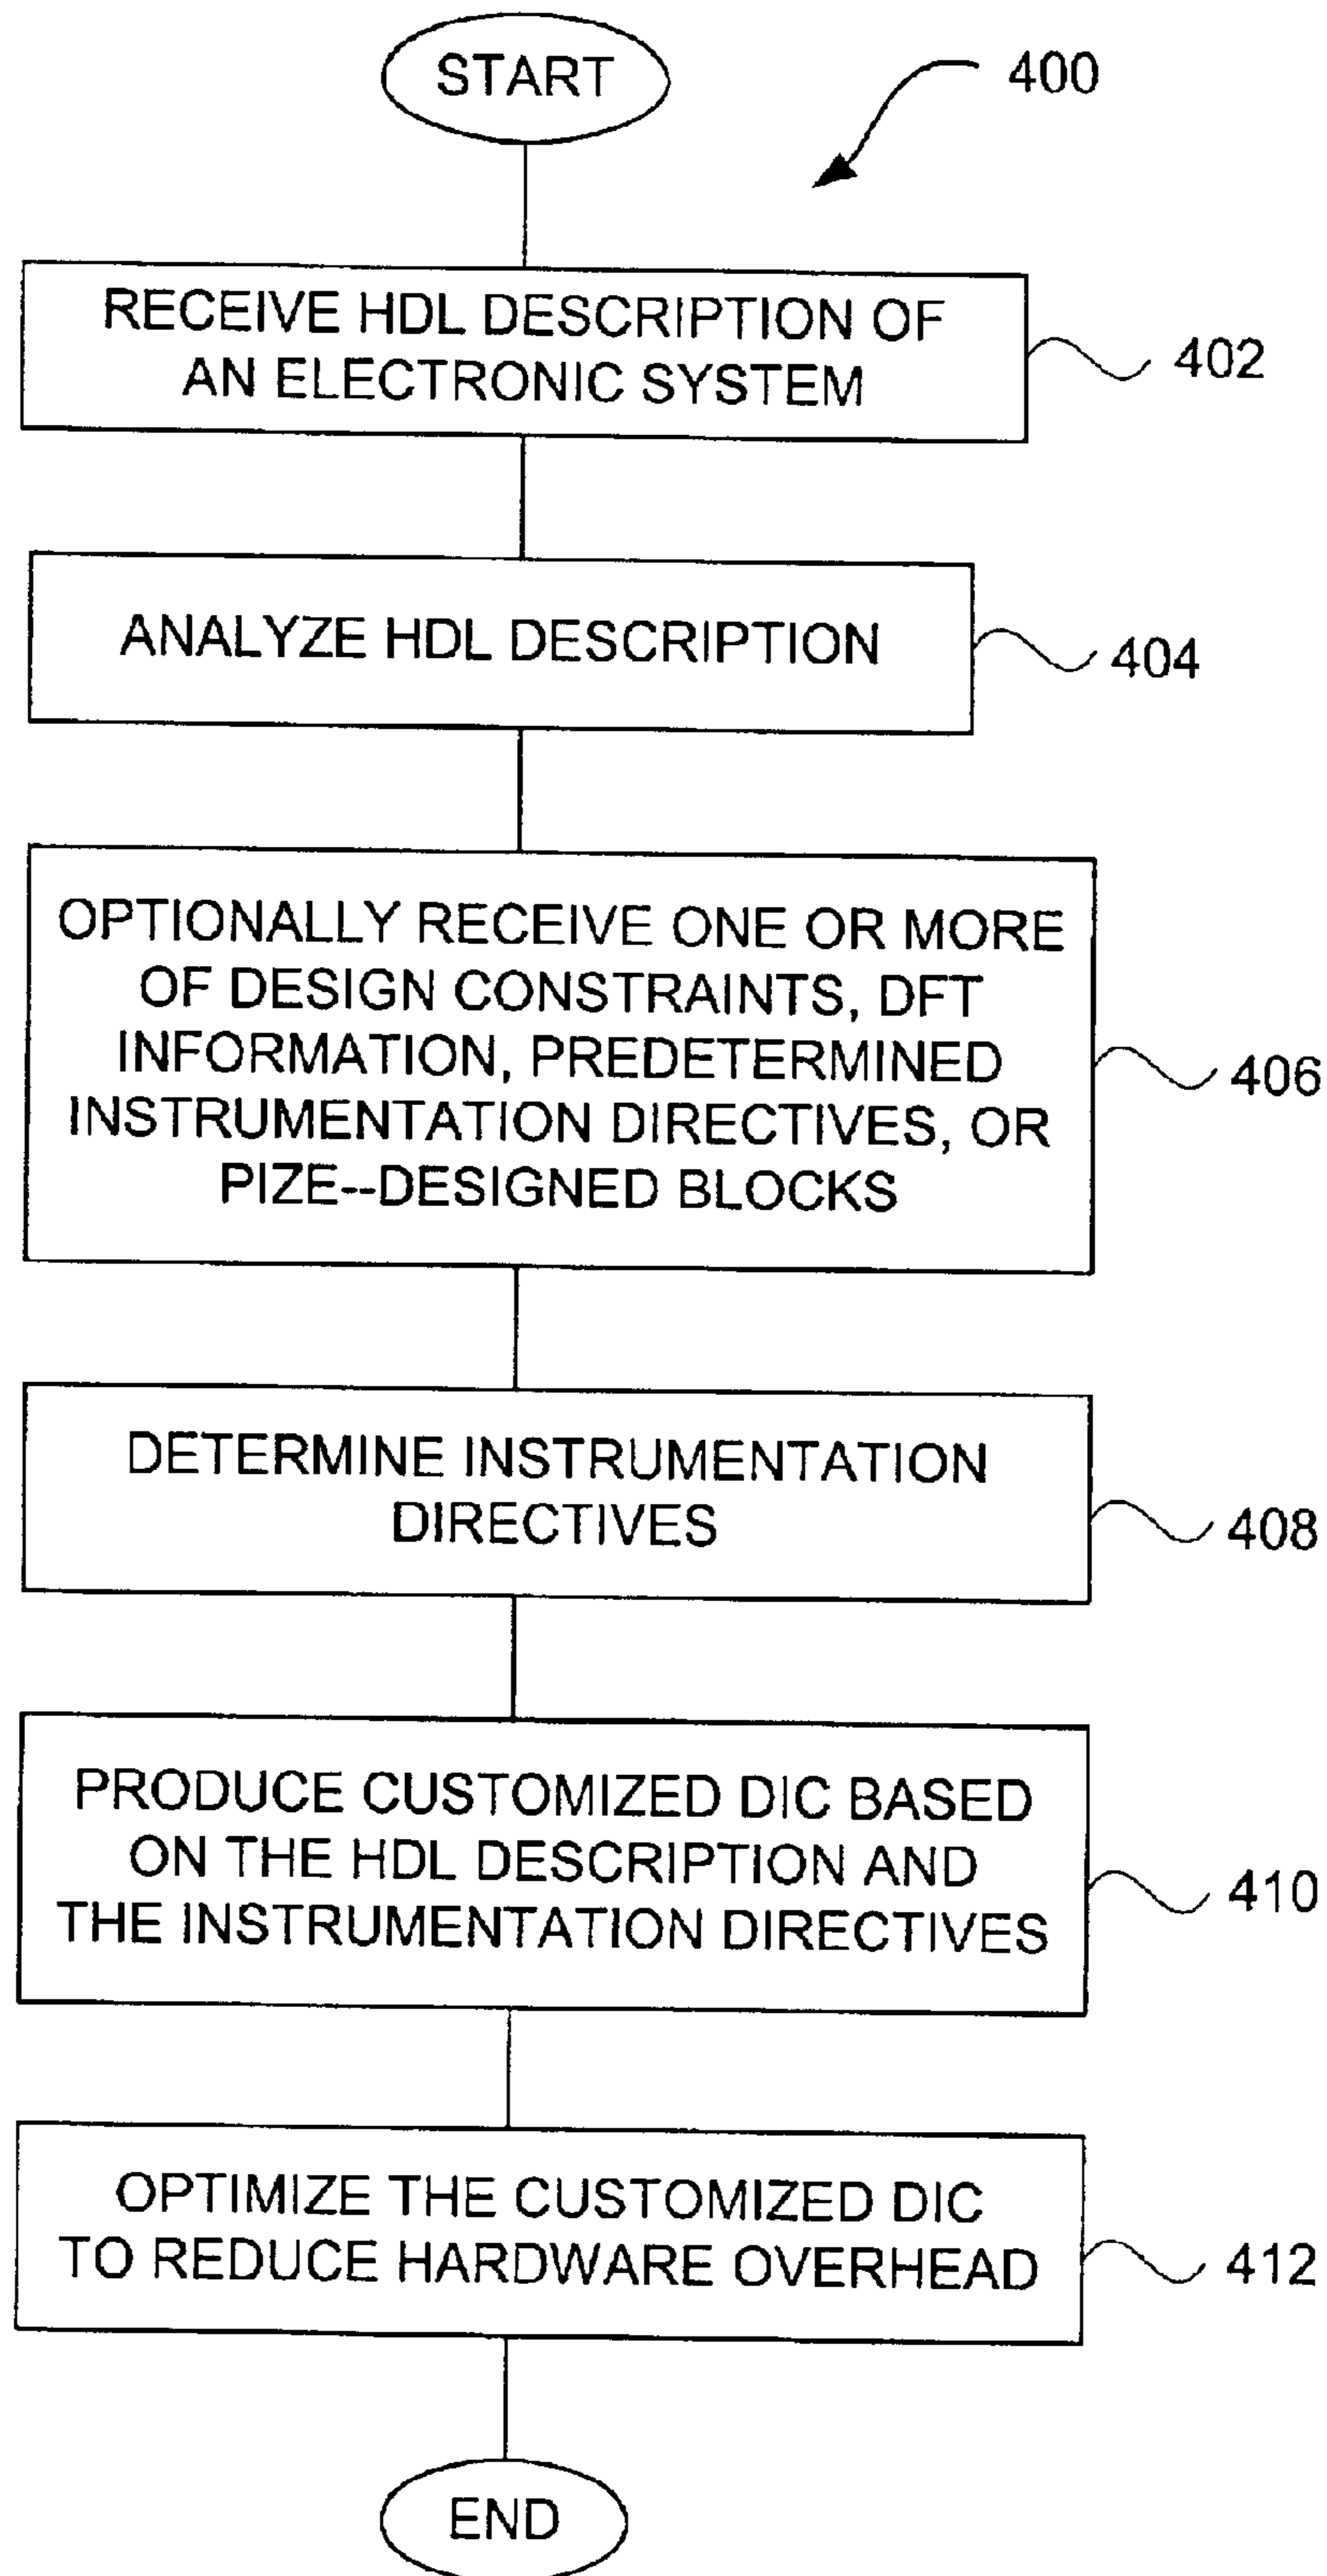 START
400
RECEIVE HDL DESCRIPTION OF
AN ELECTRONIC SYSTEM
402
ANALYZE HDL DESCRIPTION
404
OPTIONALLY RECEIVE ONE OR MORE
OF DESIGN CONSTRAINTS, DFT
INFORMATION, PREDETERMINED
INSTRUMENTATION DIRECTIVES, OR
PIZE--DESIGNED BLOCKS
406
DETERMINE INSTRUMENTATION
DIRECTIVES
408
PRODUCE CUSTOMIZED DIC BASED
ON THE HDL DESCRIPTION AND
THE INSTRUMENTATION DIRECTIVES
410
OPTIMIZE THE CUSTOMIZED DIC
TO REDUCE HARDWARE OVERHEAD
412
END